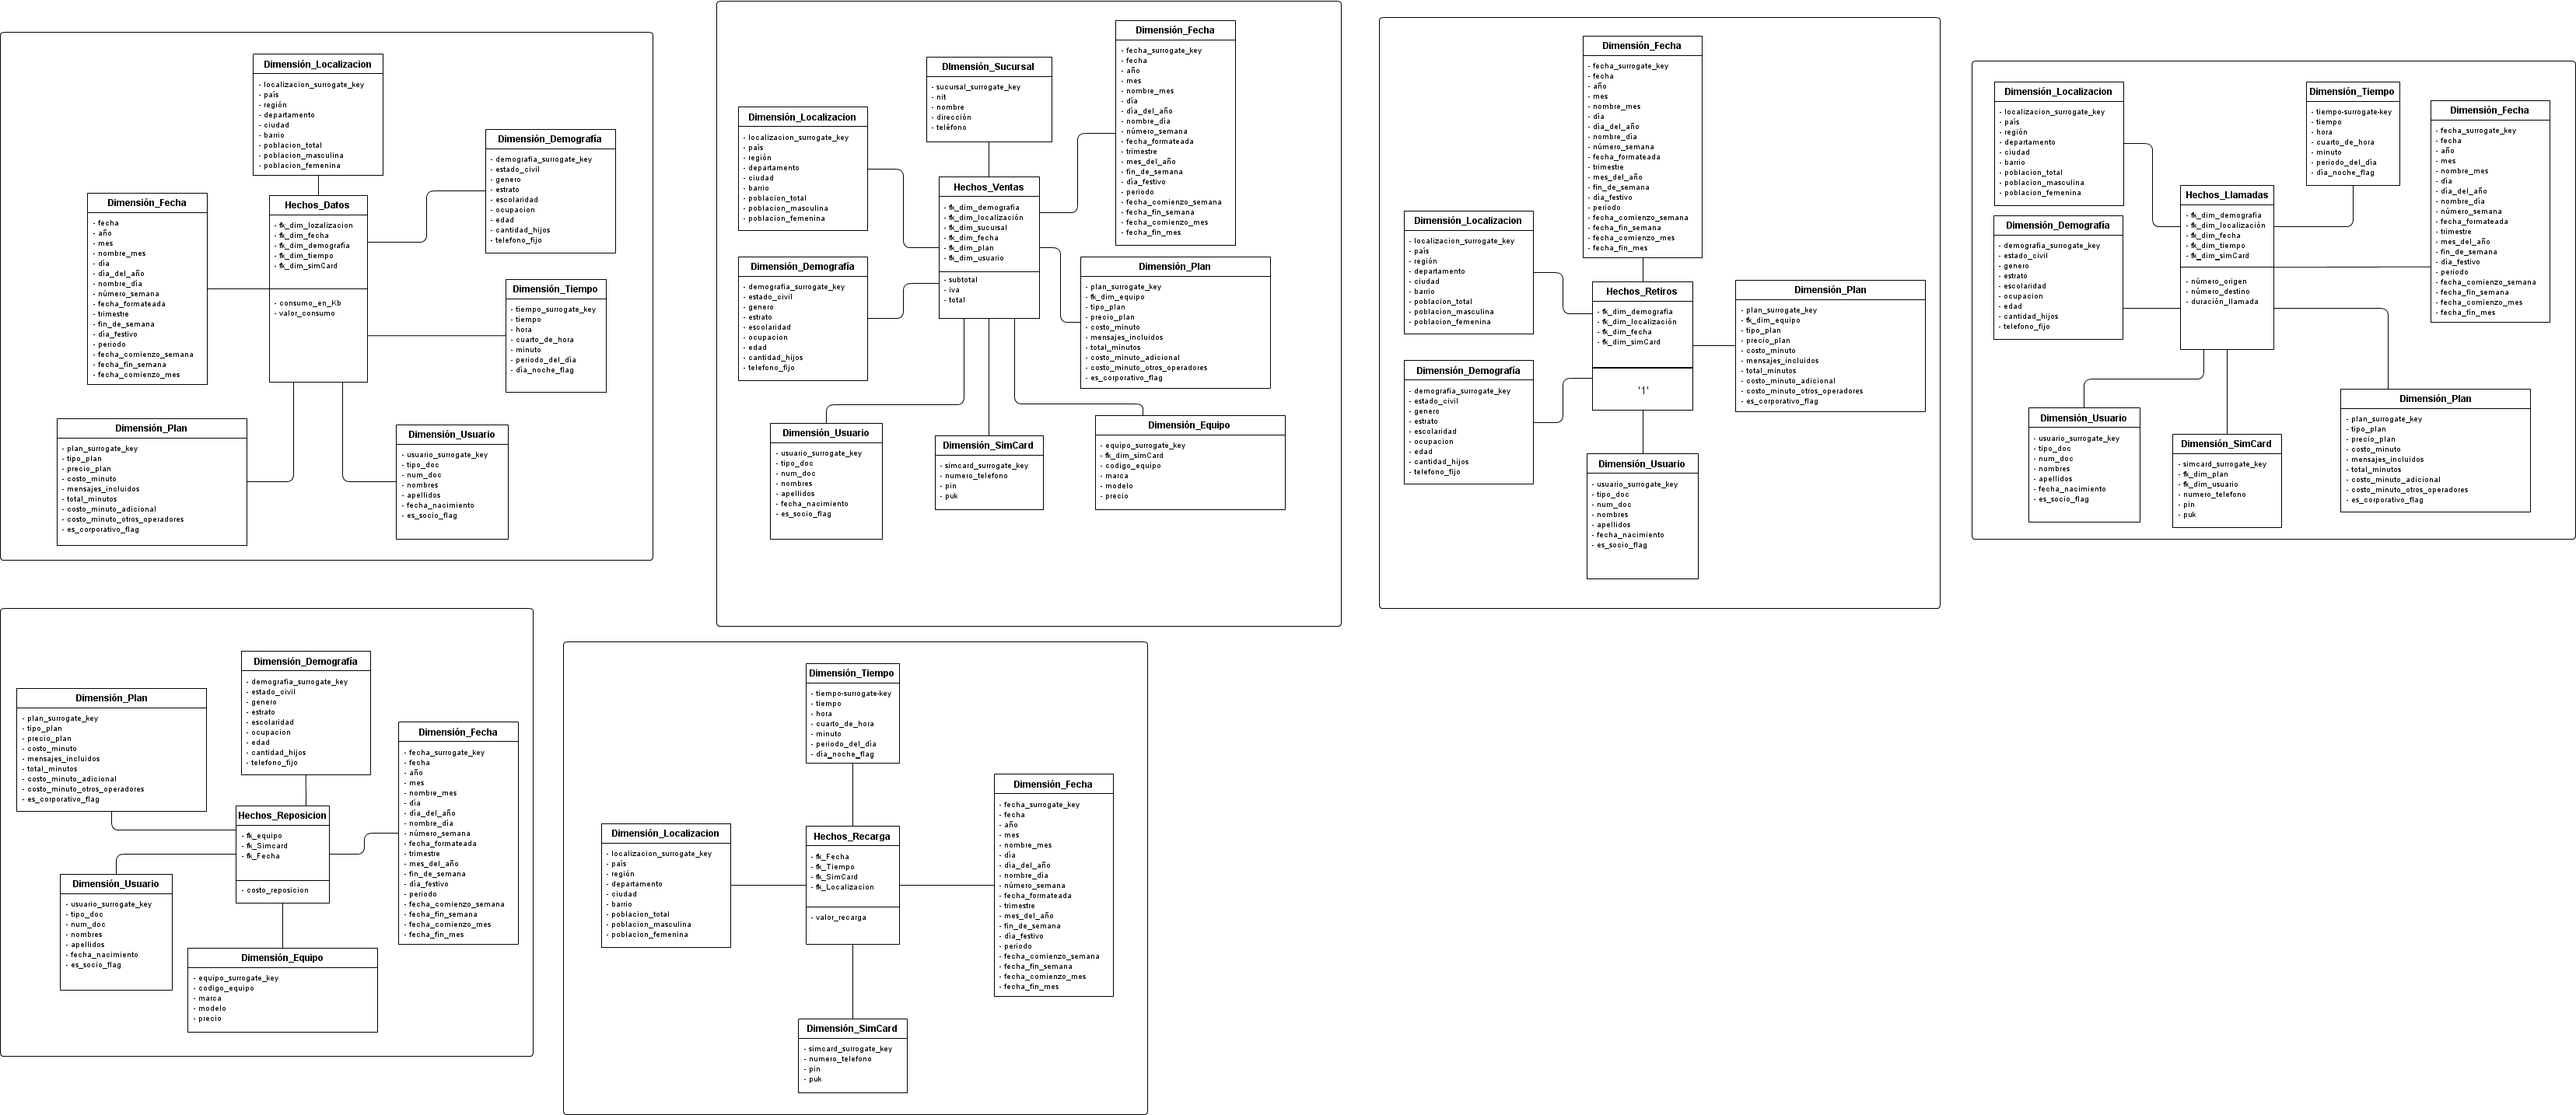 Dimensión_Localizacion
- localizacion_surrogate_key
- país
- región
- departamento
- ciudad
- barrio
- poblacion_total
- poblacion_masculina
- poblacion_femenina
Dimensión_Demografía
- demografia_surrogate_key
- estado_civil
- genero
- estrato
- escolaridad
- ocupacion
- edad
- cantidad_hijos
- telefono_fijo
Dimensión_Fecha
- fecha
- año
- mes
- nombre_mes
- día
- día_del_año
- nombre_día
- número_semana
- fecha_formateada
- trimestre
- fin_de_semana
- día_festivo
- periodo
- fecha_comienzo_semana
- fecha_fin_semana
- fecha_comienzo_mes
Hechos_Datos
- fk_dim_lozalizacion
- fk_dim_fecha
- fk_dim_demografia
- fk_dim_tiempo
- fk_dim_simCard
- consumo_en_Kb
- valor_consumo
Dimensión_Tiempo
- tiempo_surrogate_key
- tiempo
- hora
- cuarto_de_hora
- minuto
- periodo_del_día
- día_noche_flag
Dimensión_Plan
- plan_surrogate_key
- tipo_plan
- precio_plan
- costo_minuto
- mensajes_incluidos
- total_minutos
- costo_minuto_adicional
- costo_minuto_otros_operadores
- es_corporativo_flag
Dimensión_Usuario
- usuario_surrogate_key
- tipo_doc
- num_doc
- nombres
- apellidos
- fecha_nacimiento
- es_socio_flag
DImensión_Sucursal
- sucursal_surrogate_key
- nit
- nombre
- dirección
- teléfono
Dimensión_Fecha
- fecha_surrogate_key
- fecha
- año
- mes
- nombre_mes
- día
- día_del_año
- nombre_día
- número_semana
- fecha_formateada
- trimestre
- mes_del_año
- fin_de_semana
- día_festivo
- periodo
- fecha_comienzo_semana
- fecha_fin_semana
- fecha_comienzo_mes
- fecha_fin_mes
Dimensión_Localizacion
- localizacion_surrogate_key
- país
- región
- departamento
- ciudad
- barrio
- poblacion_total
- poblacion_masculina
- poblacion_femenina
Hechos_Ventas
- fk_dim_demografia
- fk_dim_localización
- fk_dim_sucursal
- fk_dim_fecha
- fk_dim_plan
- fk_dim_usuario
- subtotal
- iva
- total
Dimensión_Demografía
- demografia_surrogate_key
- estado_civil
- genero
- estrato
- escolaridad
- ocupacion
- edad
- cantidad_hijos
- telefono_fijo
Dimensión_Plan
- plan_surrogate_key
- fk_dim_equipo
- tipo_plan
- precio_plan
- costo_minuto
- mensajes_incluidos
- total_minutos
- costo_minuto_adicional
- costo_minuto_otros_operadores
- es_corporativo_flag
Dimensión_Usuario
- usuario_surrogate_key
- tipo_doc
- num_doc
- nombres
- apellidos
- fecha_nacimiento
- es_socio_flag
Dimensión_SimCard
- simcard_surrogate_key
- numero_telefono
- pin
- puk
Dimensión_Equipo
- equipo_surrogate_key
- fk_dim_simCard
- codigo_equipo
- marca
- modelo
- precio
Dimensión_Fecha
- fecha_surrogate_key
- fecha
- año
- mes
- nombre_mes
- día
- día_del_año
- nombre_día
- número_semana
- fecha_formateada
- trimestre
- mes_del_año
- fin_de_semana
- día_festivo
- periodo
- fecha_comienzo_semana
- fecha_fin_semana
- fecha_comienzo_mes
- fecha_fin_mes
Dimensión_Localizacion
- localizacion_surrogate_key
- país
- región
- departamento
- ciudad
- barrio
- poblacion_total
- poblacion_masculina
- poblacion_femenina
Hechos_Retiros
- fk_dim_demografia
- fk_dim_localización
- fk_dim_fecha
- fk_dim_simCard
'1'
Dimensión_Plan
- plan_surrogate_key
- fk_dim_equipo
- tipo_plan
- precio_plan
- costo_minuto
- mensajes_incluidos
- total_minutos
- costo_minuto_adicional
- costo_minuto_otros_operadores
- es_corporativo_flag
Dimensión_Demografía
- demografia_surrogate_key
- estado_civil
- genero
- estrato
- escolaridad
- ocupacion
- edad
- cantidad_hijos
- telefono_fijo
Dimensión_Usuario
- usuario_surrogate_key
- tipo_doc
- num_doc
- nombres
- apellidos
- fecha_nacimiento
- es_socio_flag
Dimensión_Localizacion
- localizacion_surrogate_key
- país
- región
- departamento
- ciudad
- barrio
- poblacion_total
- poblacion_masculina
- poblacion_femenina
Dimensión_Tiempo
- tiempo-surrogate-key
- tiempo
- hora
- cuarto_de_hora
- minuto
- periodo_del_día
- día_noche_flag
Dimensión_Fecha
- fecha_surrogate_key
- fecha
- año
- mes
- nombre_mes
- día
- día_del_año
- nombre_día
- número_semana
- fecha_formateada
- trimestre
- mes_del_año
- fin_de_semana
- día_festivo
- periodo
- fecha_comienzo_semana
- fecha_fin_semana
- fecha_comienzo_mes
- fecha_fin_mes
Hechos_Llamadas
- fk_dim_demografia
- fk_dim_localización
- fk_dim_fecha
- fk_dim_tiempo
- fk_dim_simCard
- número_origen
- número_destino
- duración_llamada
Dimensión_Demografía
- demografia_surrogate_key
- estado_civil
- genero
- estrato
- escolaridad
- ocupacion
- edad
- cantidad_hijos
- telefono_fijo
Dimensión_Usuario
- usuario_surrogate_key
- tipo_doc
- num_doc
- nombres
- apellidos
- fecha_nacimiento
- es_socio_flag
Dimensión_SimCard
- simcard_surrogate_key
- fk_dim_plan
- fk_dim_usuario
- numero_telefono
- pin
- puk
Dimensión_Plan
- plan_surrogate_key
- tipo_plan
- precio_plan
- costo_minuto
- mensajes_incluidos
- total_minutos
- costo_minuto_adicional
- costo_minuto_otros_operadores
- es_corporativo_flag
Dimensión_Demografía
- demografia_surrogate_key
- estado_civil
- genero
- estrato
- escolaridad
- ocupacion
- edad
- cantidad_hijos
- telefono_fijo
Dimensión_Plan
- plan_surrogate_key
- tipo_plan
- precio_plan
- costo_minuto
- mensajes_incluidos
- total_minutos
- costo_minuto_adicional
- costo_minuto_otros_operadores
- es_corporativo_flag
Dimensión_Fecha
- fecha_surrogate_key
- fecha
- año
- mes
- nombre_mes
- día
- día_del_año
- nombre_día
- número_semana
- fecha_formateada
- trimestre
- mes_del_año
- fin_de_semana
- día_festivo
- periodo
- fecha_comienzo_semana
- fecha_fin_semana
- fecha_comienzo_mes
- fecha_fin_mes
Hechos_Reposicion
- fk_equipo
- fk_Simcard
- fk_Fecha
- costo_reposicion
Dimensión_Usuario
- usuario_surrogate_key
- tipo_doc
- num_doc
- nombres
- apellidos
- fecha_nacimiento
- es_socio_flag
Dimensión_Equipo
- equipo_surrogate_key
- codigo_equipo
- marca
- modelo
- precio
Dimensión_Tiempo
- tiempo-surrogate-key
- tiempo
- hora
- cuarto_de_hora
- minuto
- periodo_del_día
- día_noche_flag
Dimensión_Localizacion
- localizacion_surrogate_key
- país
- región
- departamento
- ciudad
- barrio
- poblacion_total
- poblacion_masculina
- poblacion_femenina
Hechos_Recarga
- fk_Fecha
- fk_Tiempo
- fk_SimCard
- fk_Localizacion
- valor_recarga
Dimensión_Fecha
- fecha_surrogate_key
- fecha
- año
- mes
- nombre_mes
- día
- día_del_año
- nombre_día
- número_semana
- fecha_formateada
- trimestre
- mes_del_año
- fin_de_semana
- día_festivo
- periodo
- fecha_comienzo_semana
- fecha_fin_semana
- fecha_comienzo_mes
- fecha_fin_mes
Dimensión_SimCard
- simcard_surrogate_key
- numero_telefono
- pin
- puk